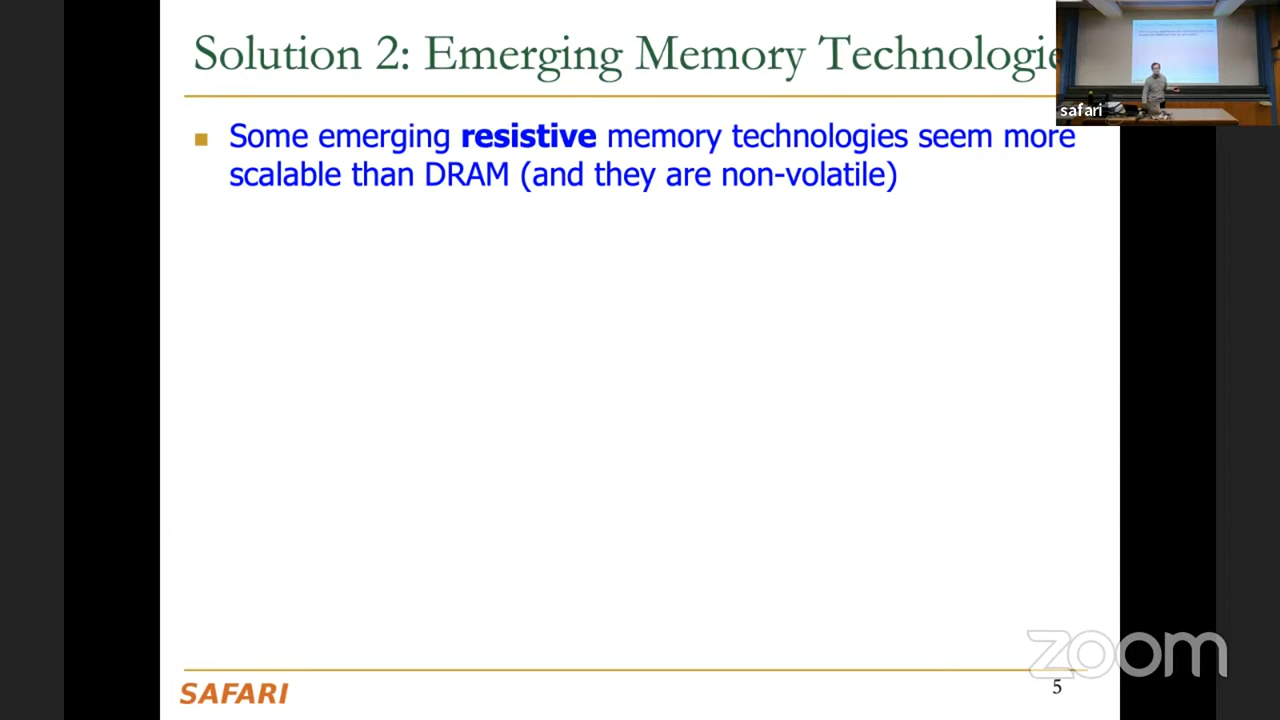 Solution 2: Emerging Memory Technologie
safari
Some emerging resistive memory technologies seem more
scalable than DRAM (and they are non-volatile)
zoom
SAFARI
5